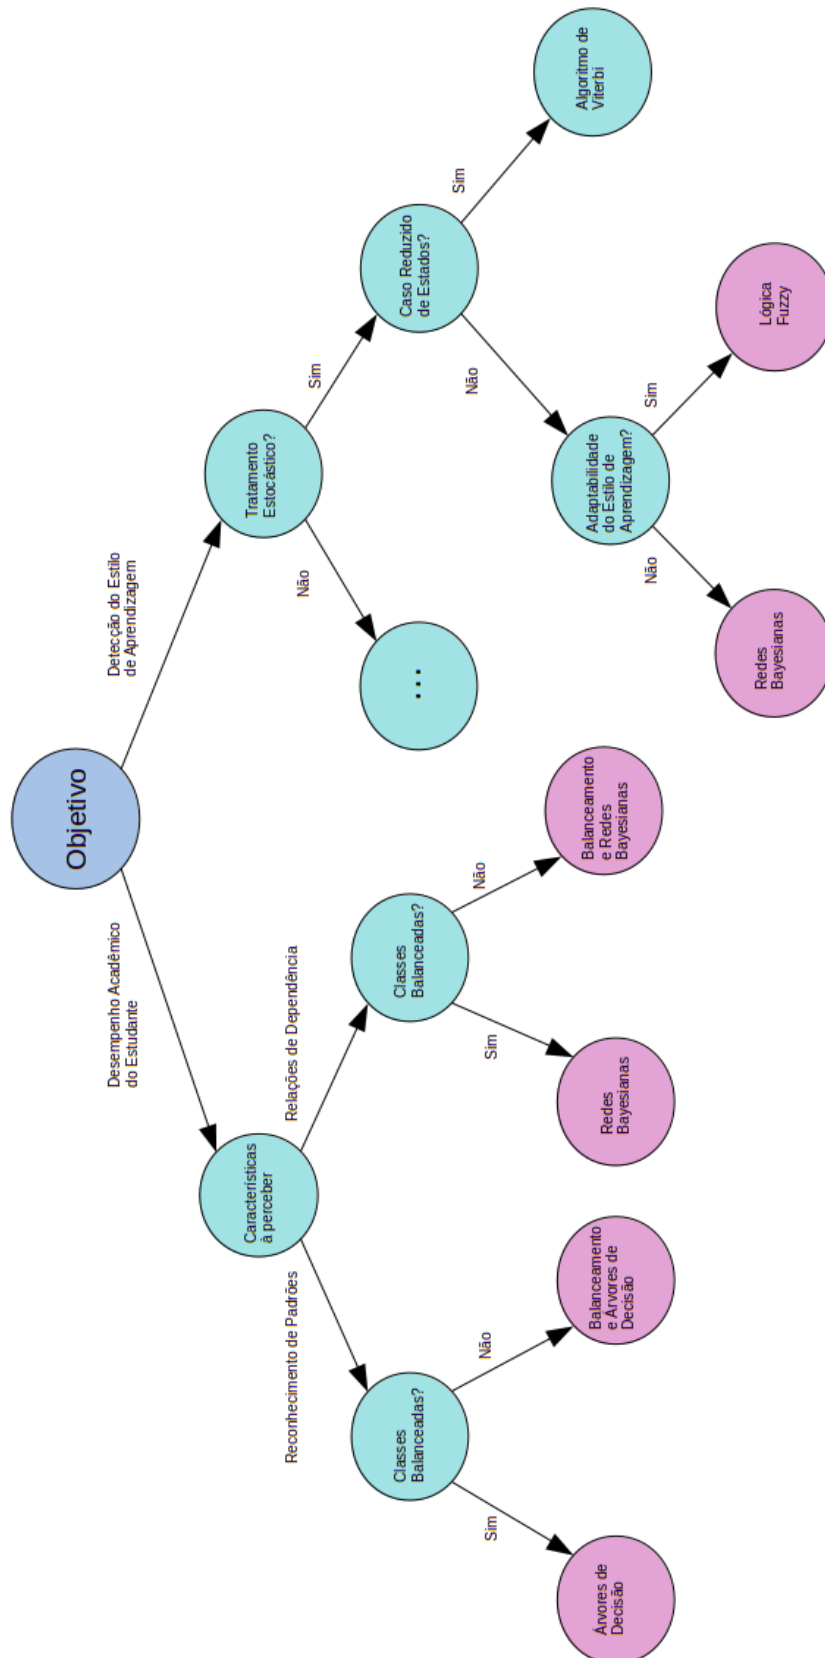 Objetivo
Desempenho Acadêmico
do Estudante
Detecção do Estilo
de Aprendizagem
Características
à perceber
Tratamento
Estocástico?
Reconhecimento de Padrões
Relações de Dependência
Não
Sim
Classes
Balanceadas?
Classes
Balanceadas?
...
Caso Reduzido
de Estados?
Sim
Não
Sim
Não
Não
Sim
Árvores de
Decisão
Balanceamento
e Árvores de
Decisão
Redes
Bayesianas
Balanceamento
e Redes
Bayesianas
Adaptabilidade
do Estilo de
Aprendizagem?
Algoritmo de
Viterbi
Não
Sim
Redes
Bayesianas
Lógica
Fuzzy